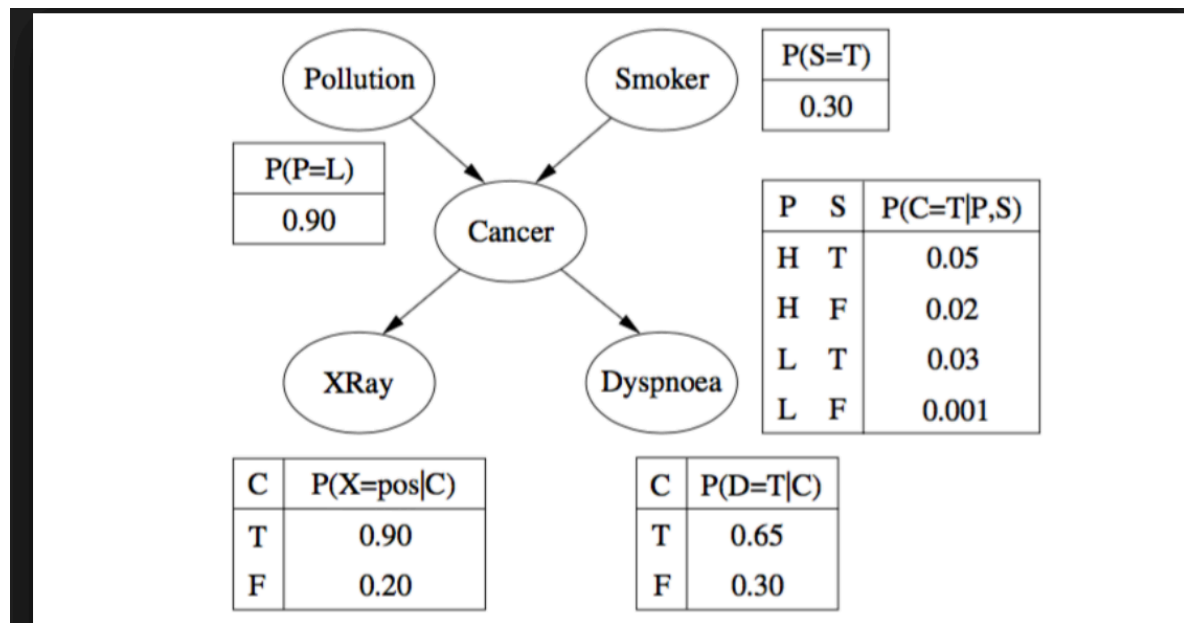 Pollution
Smoker
P(S=T)
0.30
P(P=L)
0.90
Cancer
P S P(C=T|P,S)
H T 0.05
H F 0.02
L T 0.03
L F 0.001
XRay
Dyspnoea
C P(X=pos|C)
T 0.90
F 0.20
C P(D=T|C)
T 0.65
F 0.30